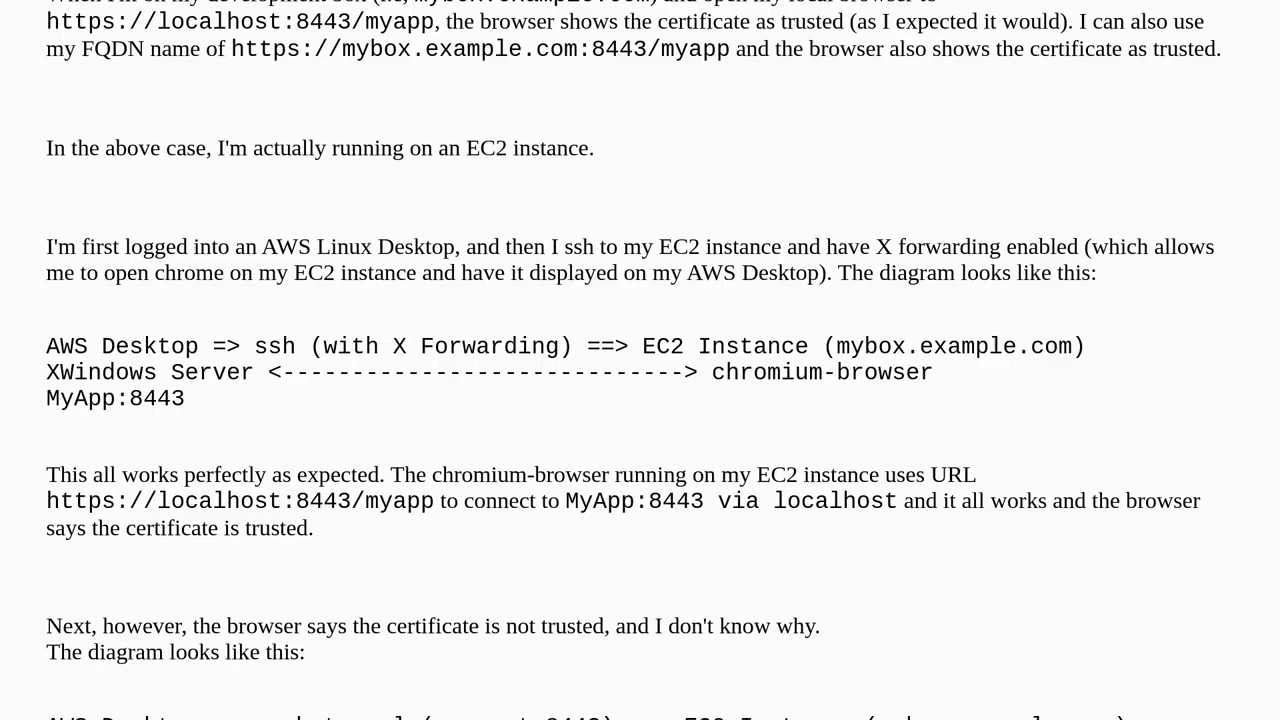 https://localhost:8443/myapp, the browser shows the certificate as trusted (as I expected it would). I can also use
my FQDN name of https://mybox.example.com:8443/myapp and the browser also shows the certificate as trusted.
In the above case, I'm actually running on an EC2 instance.
I'm first logged into an AWS Linux Desktop, and then I ssh to my EC2 instance and have X forwarding enabled (which allows
me to open chrome on my EC2 instance and have it displayed on my AWS Desktop). The diagram looks like this:
AWS Desktop => ssh (with X Forwarding) ==> EC2 Instance (mybox.example.com)
XWindows Server <-----------------------------> chromium-browser
MyApp:8443
This all works perfectly as expected. The chromium-browser running on my EC2 instance uses URL
https://localhost:8443/myapp to connect to MyApp:8443 via localhost and it all works and the browser
says the certificate is trusted.
Next, however, the browser says the certificate is not trusted, and I don't know why.
The diagram looks like this: